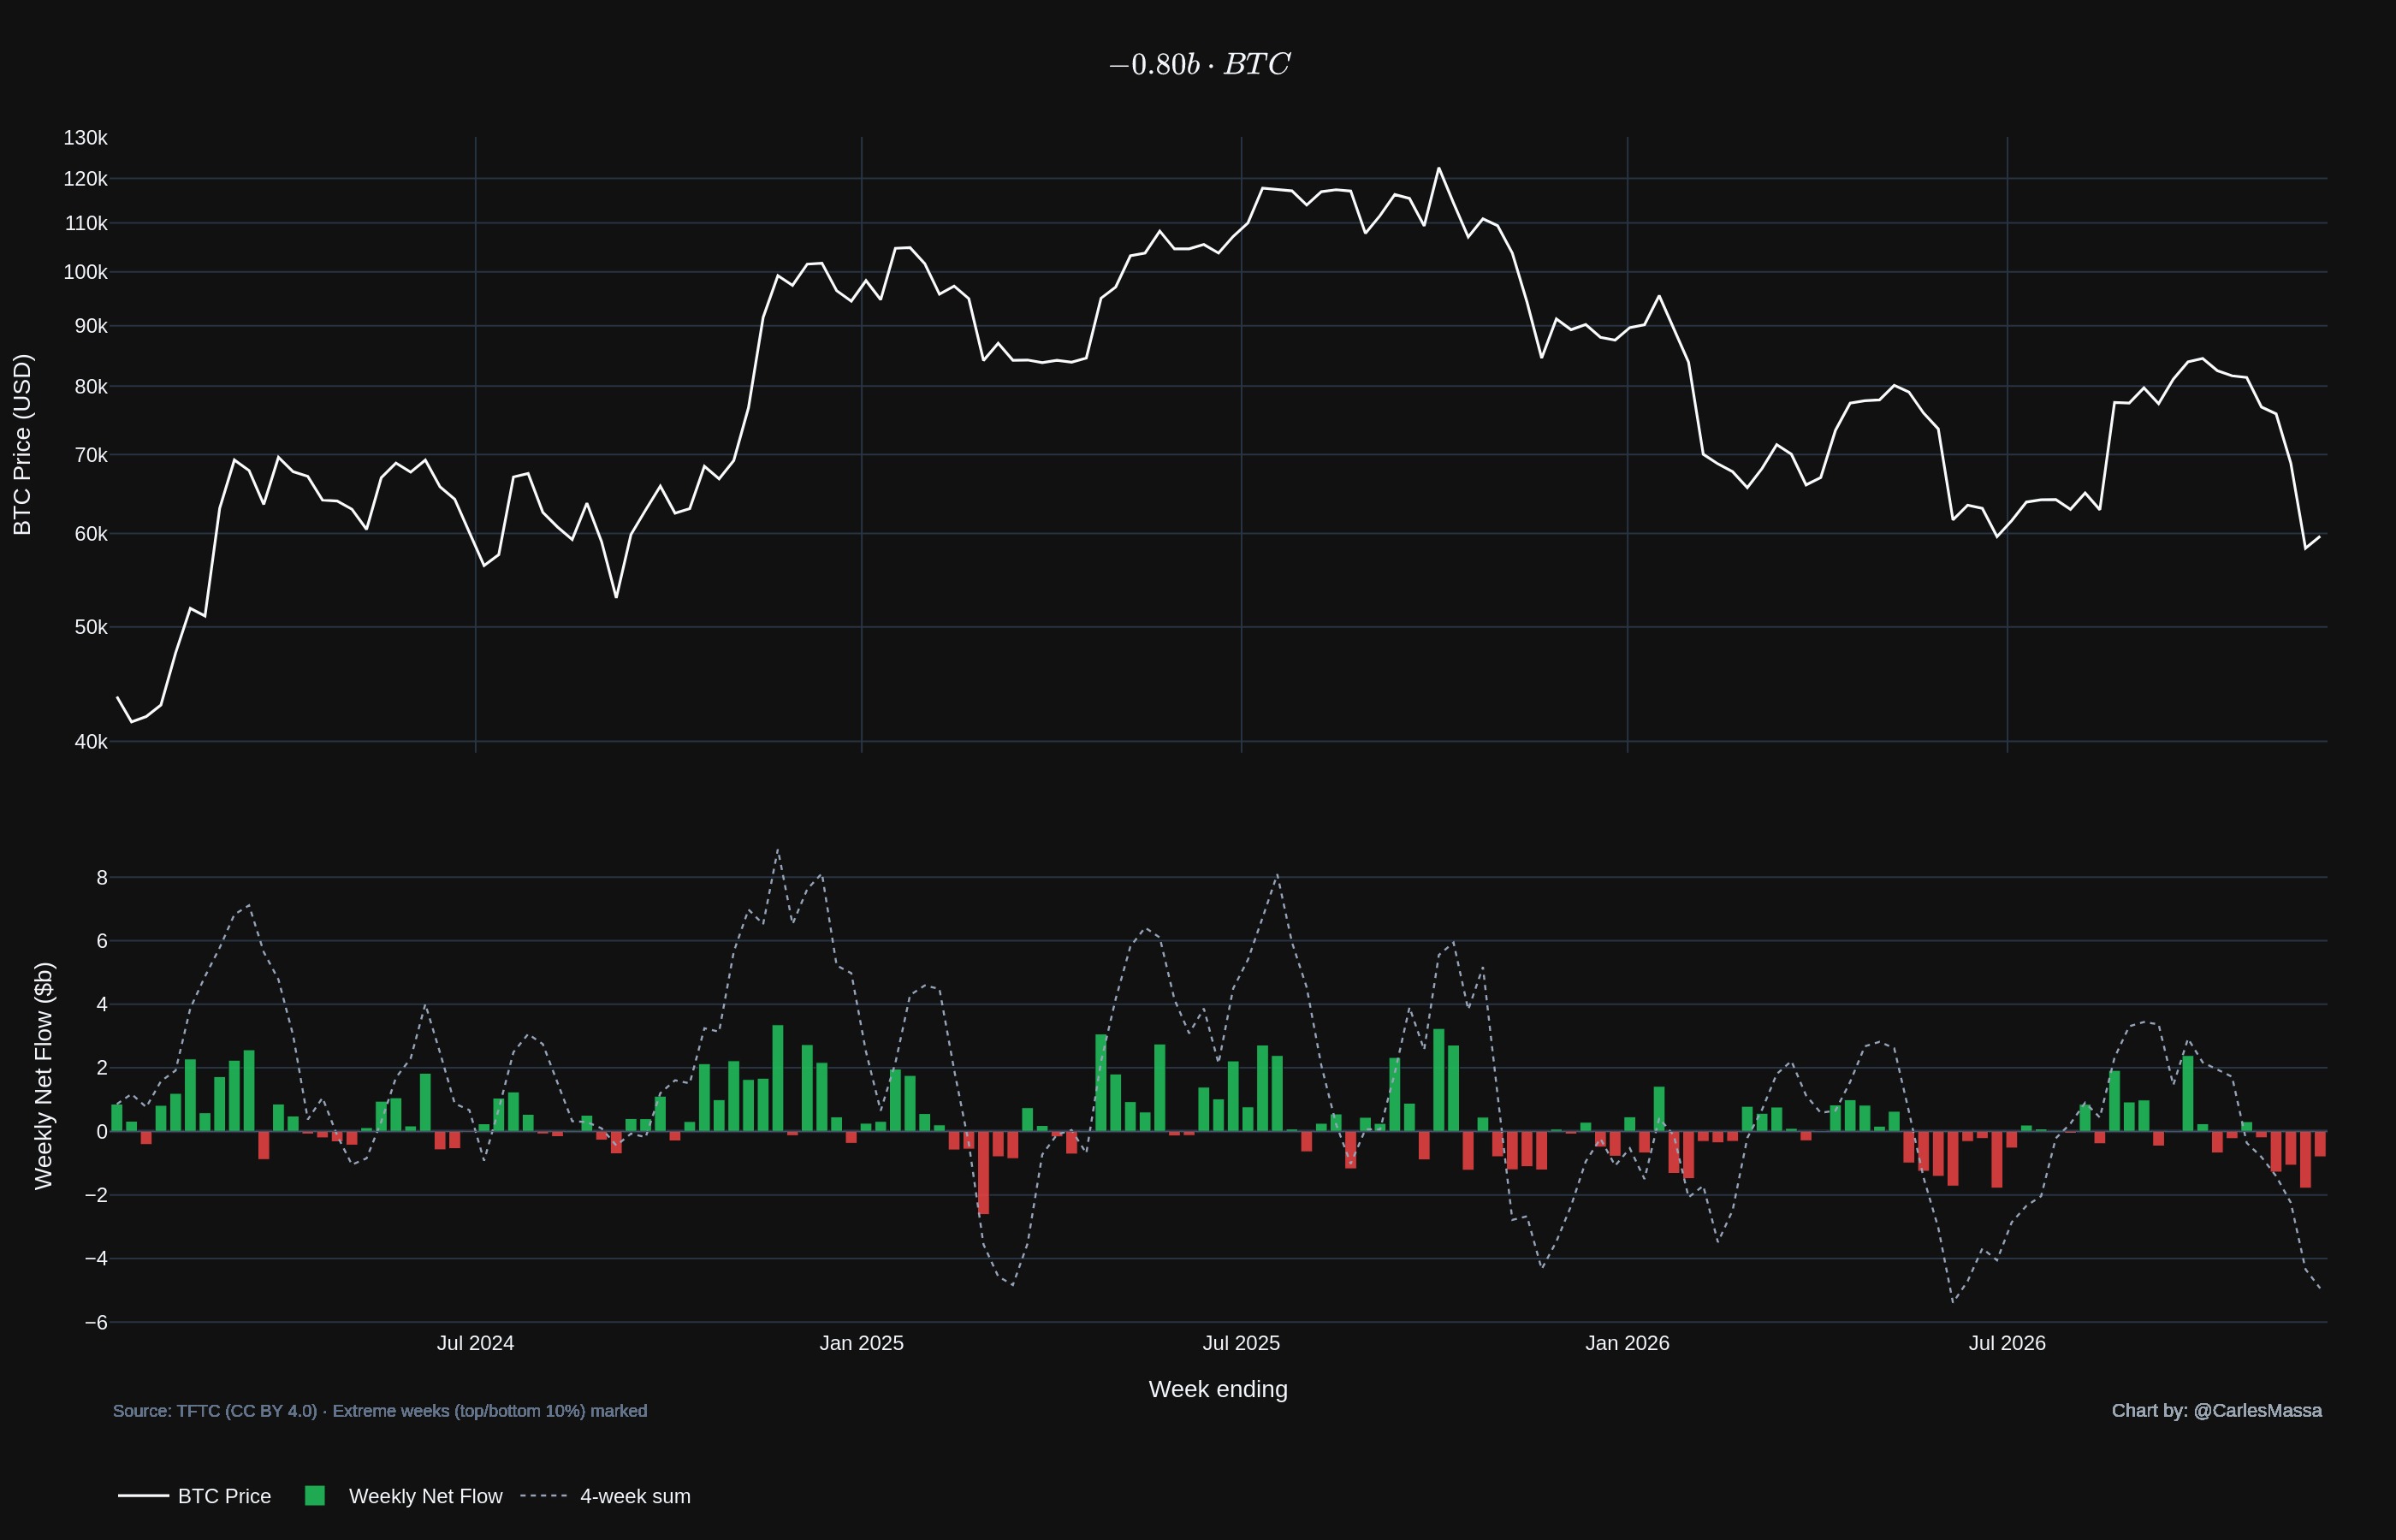 −0.80b · BTC
130k
120k
110k
100k
90k
80k
70k
60k
50k
40k
BTC Price (USD)
8
6
4
2
0
−2
−4
−6
Weekly Net Flow ($b)
Jul 2024 Jan 2025 Jul 2025 Jan 2026 Jul 2026
Week ending
Source: TFTC (CC BY 4.0) · Extreme weeks (top/bottom 10%) marked
Chart by: @CarlesMassa
BTC Price Weekly Net Flow 4-week sum